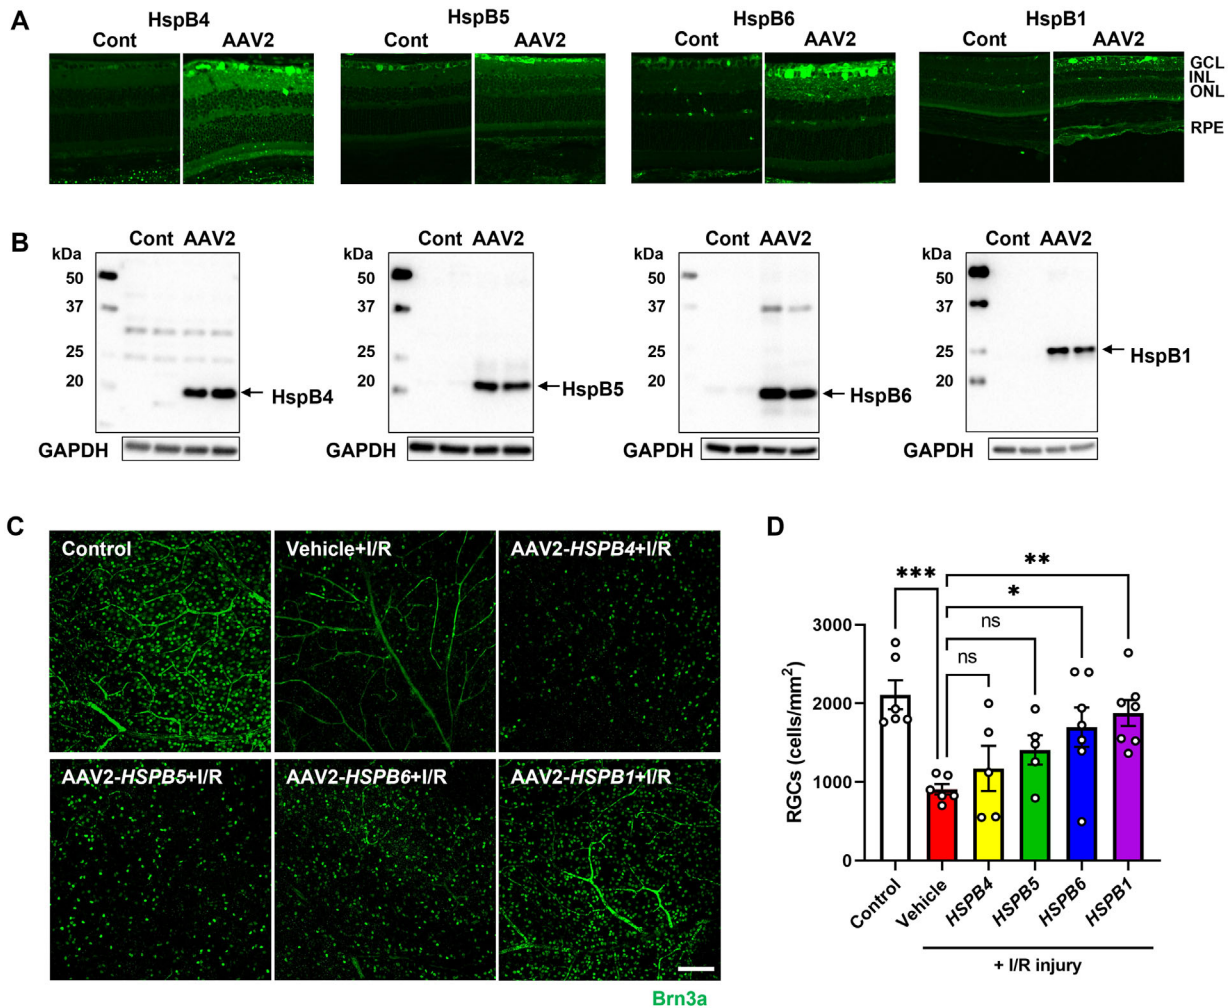 A
HspB4
HspB5
HspB6
HspB1
Cont AAV2
Cont AAV2
Cont AAV2
Cont AAV2
GCL
INL
ONL
RPE
B
kDa Cont AAV2
50
37
25
20
HspB4
GAPDH
kDa Cont AAV2
50
37
25
20
HspB5
GAPDH
kDa Cont AAV2
50
37
25
20
HspB6
GAPDH
kDa Cont AAV2
50
37
25
20
HspB1
GAPDH
C
Control
Vehicle+I/R
AAV2-HSPB4+I/R
AAV2-HSPB5+I/R
AAV2-HSPB6+I/R
AAV2-HSPB1+I/R
Brn3a
D
**
***
*
ns
ns
3000
2000
1000
0
RGCs (cells/mm²)
Control
Vehicle
HSPB4
HSPB5
HSPB6
HSPB1
+ I/R injury